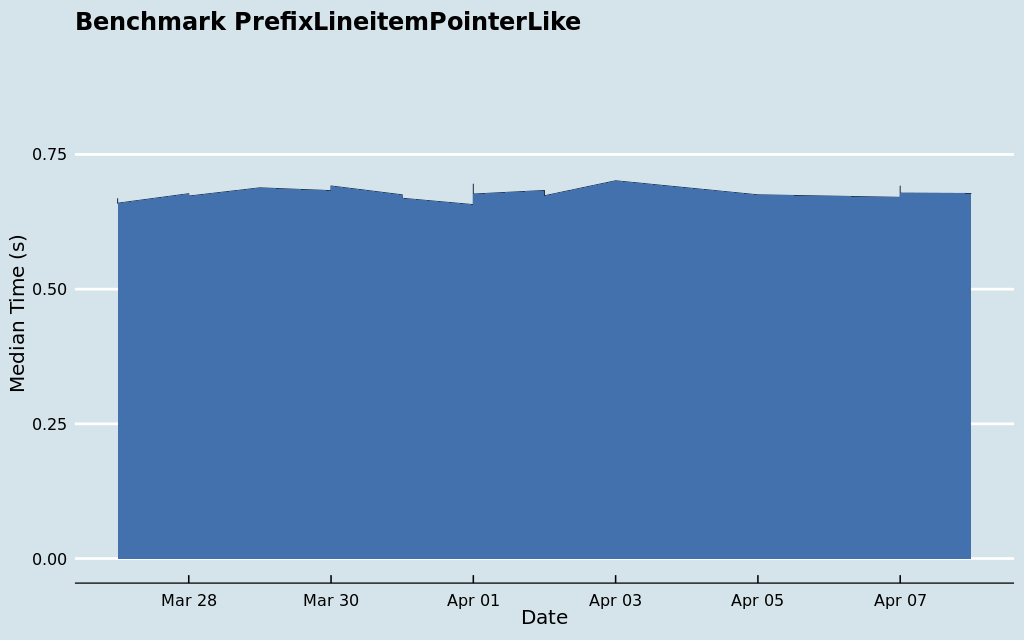 Benchmark PrefixLineitemPointerLike
0.75
0.50
0.25
0.00
Median Time (s)
Mar 28
Mar 30
Apr 01
Apr 03
Apr 05
Apr 07
Date